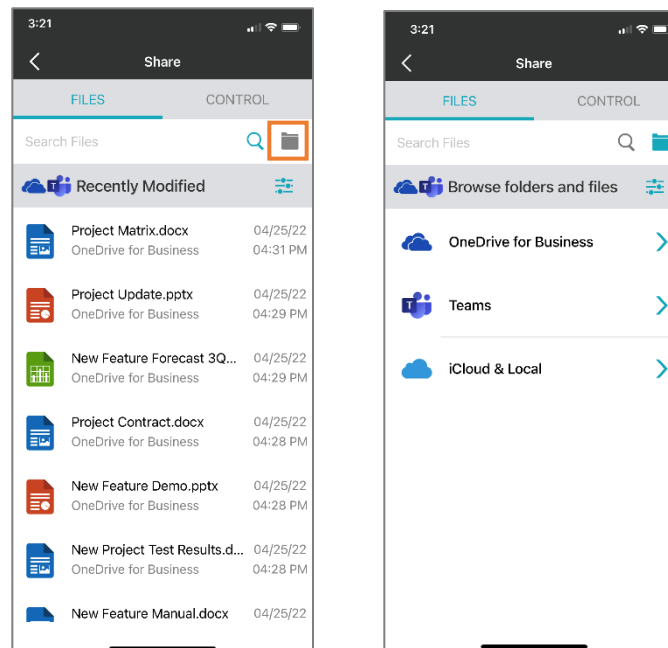 3:21
Share
FILES CONTROL
Search Files
Recently Modified
Project Matrix.docx 04/25/22
OneDrive for Business 04:31 PM
Project Update.pptx 04/25/22
OneDrive for Business 04:29 PM
New Feature Forecast 3Q... 04/25/22
OneDrive for Business 04:29 PM
Project Contract.docx 04/25/22
OneDrive for Business 04:28 PM
New Feature Demo.pptx 04/25/22
OneDrive for Business 04:28 PM
New Project Test Results.d... 04/25/22
OneDrive for Business 04:28 PM
New Feature Manual.docx 04/25/22
3:21
Share
FILES CONTROL
Search Files
Browse folders and files
OneDrive for Business
Teams
iCloud & Local